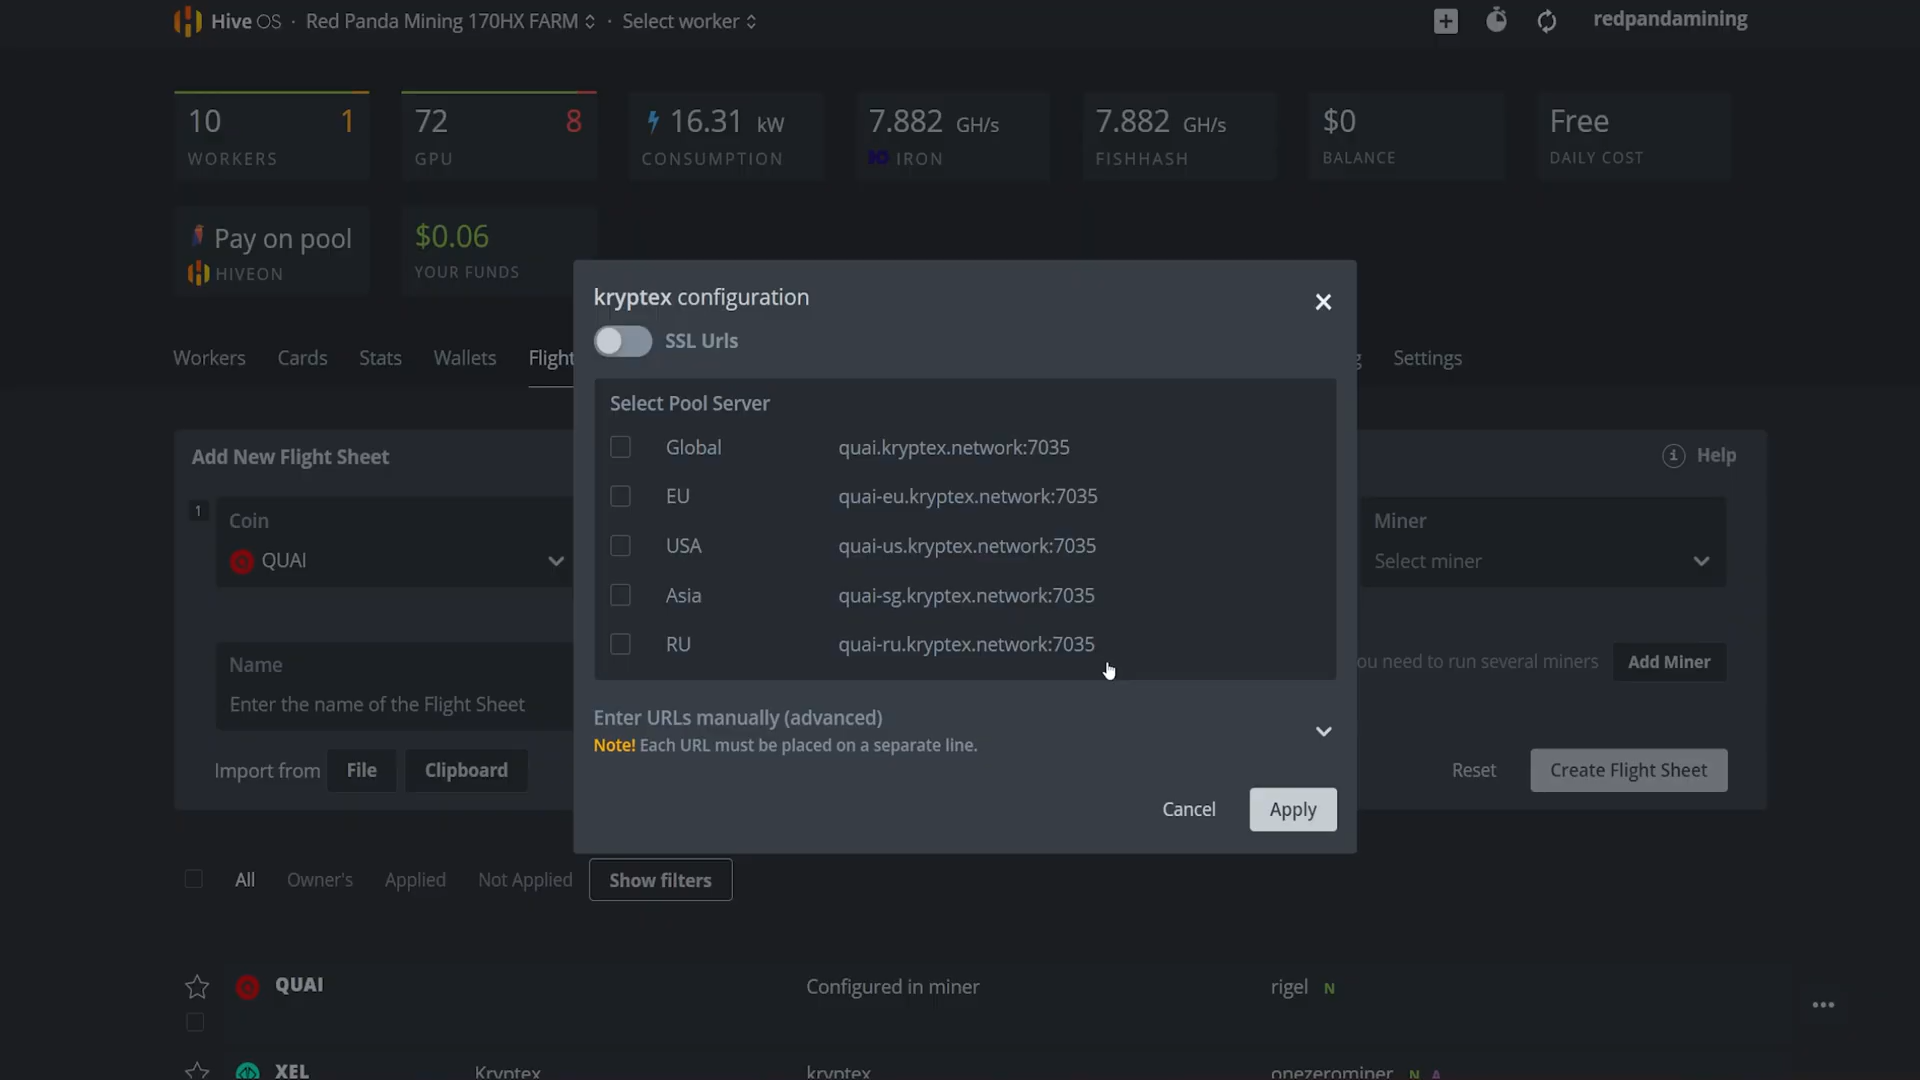 Hive OS · Red Panda Mining 170HX FARM · Select worker
redpandamining
10 1
WORKERS
72 8
GPU
16.31 kW
CONSUMPTION
7.882 GH/s
IRON
7.882 GH/s
FISHHASH
$0
BALANCE
Free
DAILY COST
Pay on pool
HIVEON
$0.06
YOUR FUNDS
kryptex configuration
SSL Urls
Workers Cards Stats Wallets Flight g Settings
Select Pool Server
Global quai.kryptex.network:7035
EU quai-eu.kryptex.network:7035
USA quai-us.kryptex.network:7035
Asia quai-sg.kryptex.network:7035
RU quai-ru.kryptex.network:7035
Enter URLs manually (advanced)
Note! Each URL must be placed on a separate line.
Cancel Apply
Add New Flight Sheet
Help
1
Coin
QUAI
Miner
Select miner
Name
Enter the name of the Flight Sheet
ou need to run several miners Add Miner
Import from File Clipboard
Reset Create Flight Sheet
All Owner's Applied Not Applied Show filters
QUAI Configured in miner rigel N
XEL Kryptex kryptex onezerominer N A